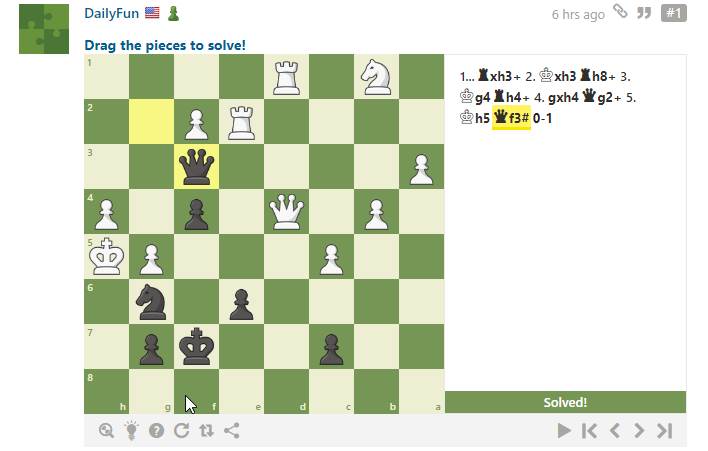 DailyFun
6 hrs ago
#1
Drag the pieces to solve!
1... ♜xh3+ 2. ♔xh3 ♜h8+ 3.
♔g4 ♜h4+ 4. gxh4 ♛g2+ 5.
♔h5 ♛f3# 0-1
1
2
3
4
5
6
7
8
h g f e d c b a
Solved!